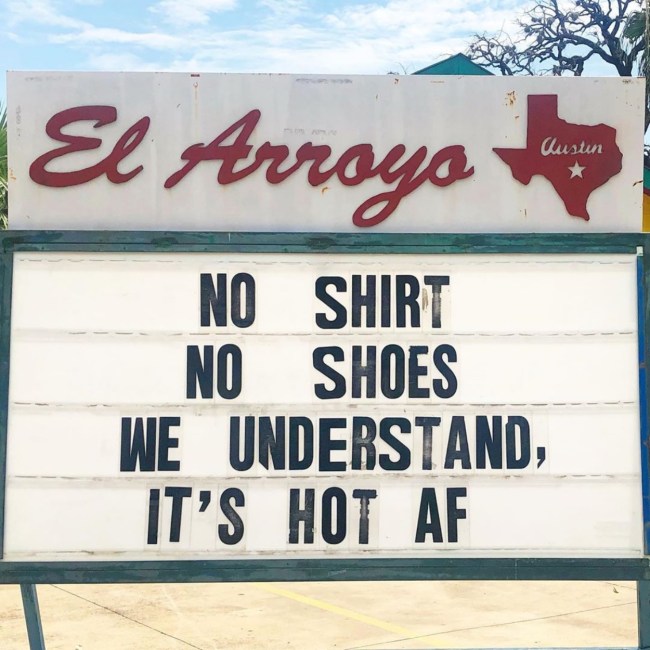 El Arroyo
Austin
NO SHIRT
NO SHOES
WE UNDERSTAND,
IT'S HOT AF